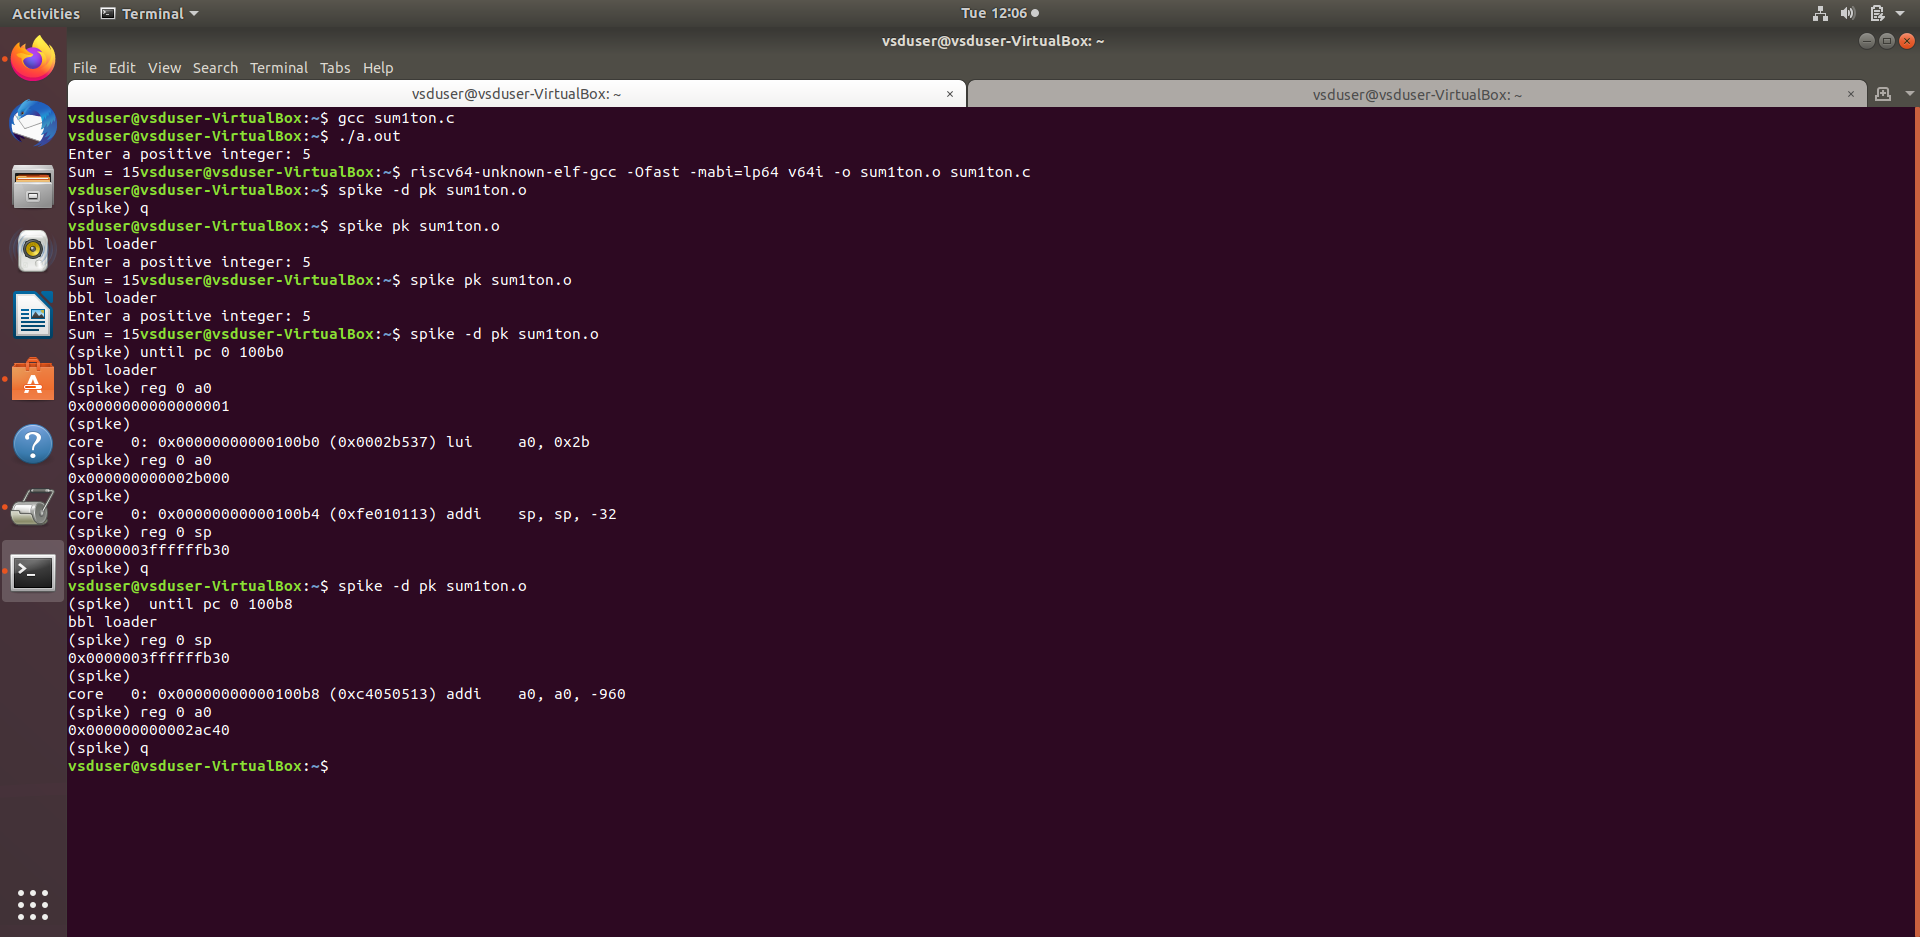 Activities Terminal Tue 12:06
vsduser@vsduser-VirtualBox: ~
File Edit View Search Terminal Tabs Help
vsduser@vsduser-VirtualBox: ~ × vsduser@vsduser-VirtualBox: ~ ×
vsduser@vsduser-VirtualBox:~$ gcc sum1ton.c
vsduser@vsduser-VirtualBox:~$ ./a.out
Enter a positive integer: 5
Sum = 15vsduser@vsduser-VirtualBox:~$ riscv64-unknown-elf-gcc -Ofast -mabi=lp64 v64i -o sum1ton.o sum1ton.c
vsduser@vsduser-VirtualBox:~$ spike -d pk sum1ton.o
(spike) q
vsduser@vsduser-VirtualBox:~$ spike pk sum1ton.o
bbl loader
Enter a positive integer: 5
Sum = 15vsduser@vsduser-VirtualBox:~$ spike pk sum1ton.o
bbl loader
Enter a positive integer: 5
Sum = 15vsduser@vsduser-VirtualBox:~$ spike -d pk sum1ton.o
(spike) until pc 0 100b0
bbl loader
(spike) reg 0 a0
0x0000000000000001
(spike)
core   0: 0x00000000000100b0 (0x0002b537) lui     a0, 0x2b
(spike) reg 0 a0
0x000000000002b000
(spike)
core   0: 0x00000000000100b4 (0xfe010113) addi    sp, sp, -32
(spike) reg 0 sp
0x0000003ffffffb30
(spike) q
vsduser@vsduser-VirtualBox:~$ spike -d pk sum1ton.o
(spike)  until pc 0 100b8
bbl loader
(spike) reg 0 sp
0x0000003ffffffb30
(spike)
core   0: 0x00000000000100b8 (0xc4050513) addi    a0, a0, -960
(spike) reg 0 a0
0x000000000002ac40
(spike) q
vsduser@vsduser-VirtualBox:~$